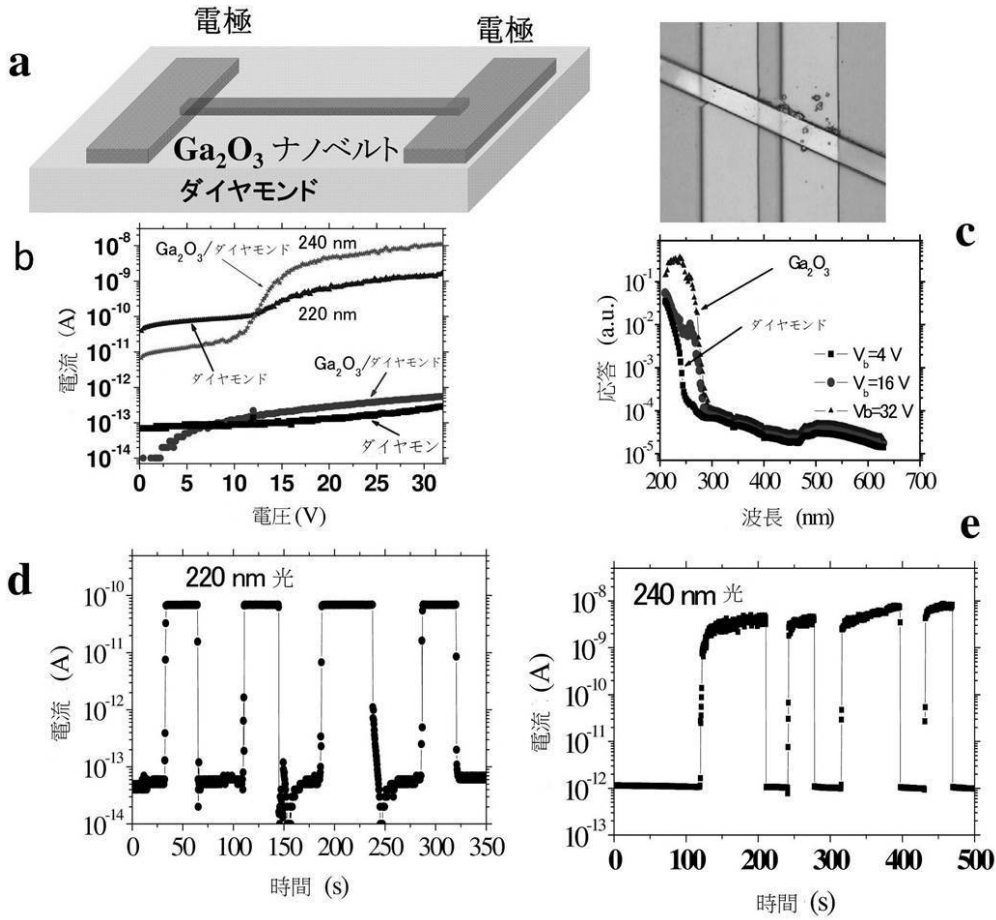 a
電極
電極
Ga₂O₃ ナノベルト
ダイヤモンド
b
電流 (A)
10⁻⁸
10⁻⁹
10⁻¹⁰
10⁻¹¹
10⁻¹²
10⁻¹³
10⁻¹⁴
Ga₂O₃/ダイヤモンド
240 nm
220 nm
ダイヤモンド
Ga₂O₃/ダイヤモンド
ダイヤモン
0 5 10 15 20 25 30
電圧(V)
c
応答 (a.u.)
10⁰
10⁻¹
10⁻²
10⁻³
10⁻⁴
10⁻⁵
Ga₂O₃
ダイヤモンド
V_b=4 V
V_b=16 V
Vb=32 V
200 300 400 500 600 700
波長 (nm)
d
220 nm 光
電流 (A)
10⁻¹⁰
10⁻¹¹
10⁻¹²
10⁻¹³
10⁻¹⁴
0 50 100 150 200 250 300 350
時間 (s)
e
240 nm 光
電流 (A)
10⁻⁸
10⁻⁹
10⁻¹⁰
10⁻¹¹
10⁻¹²
10⁻¹³
0 100 200 300 400 500
時間 (s)